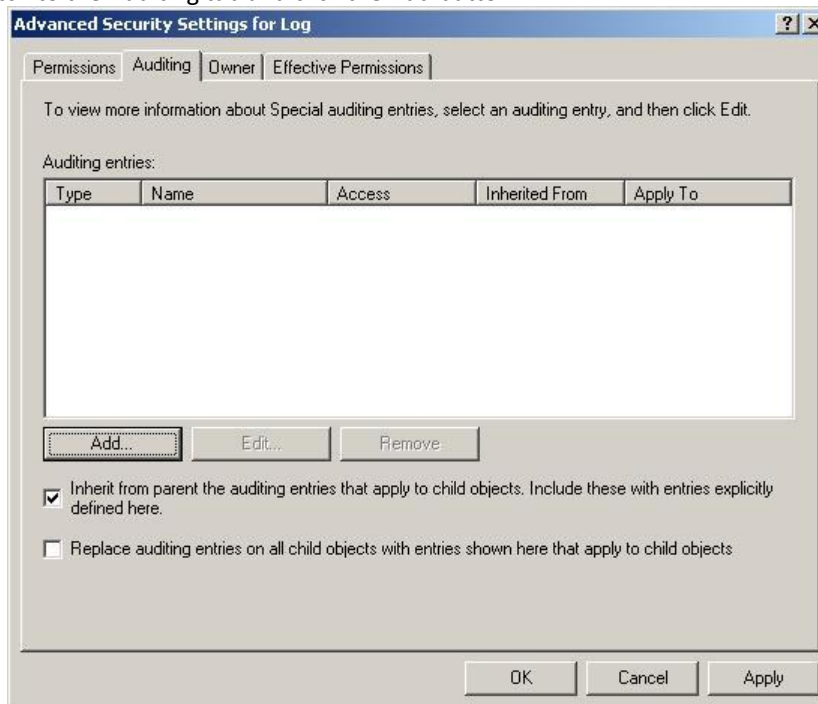 Advanced Security Settings for Log
Permissions Auditing Owner Effective Permissions
To view more information about Special auditing entries, select an auditing entry, and then click Edit.
Auditing entries:
Type Name Access Inherited From Apply To
Add... Edit... Remove
Inherit from parent the auditing entries that apply to child objects. Include these with entries explicitly
defined here.
Replace auditing entries on all child objects with entries shown here that apply to child objects
OK Cancel Apply